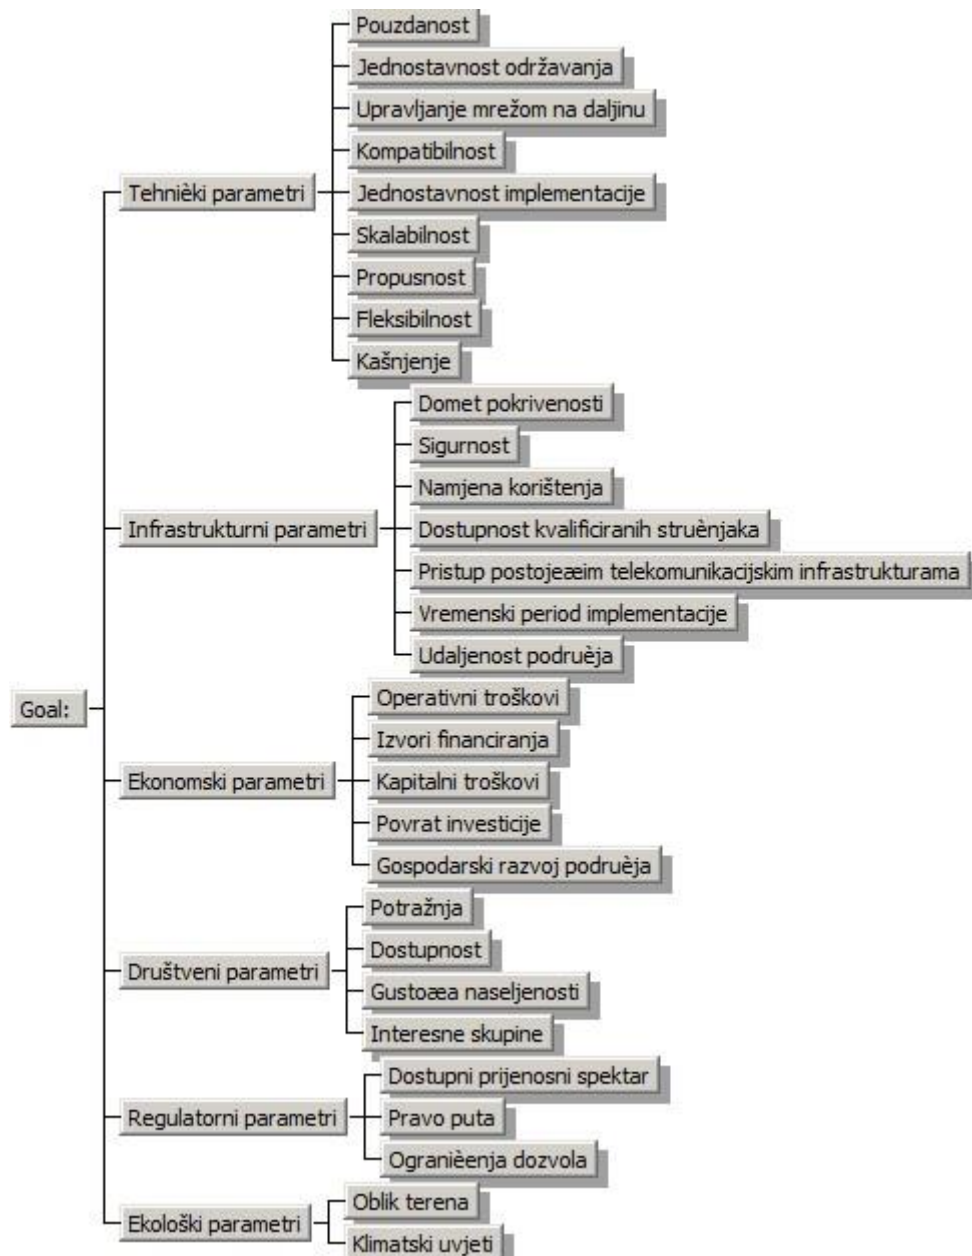 Pouzdanost
Jednostavnost održavanja
Upravljanje mrežom na daljinu
Kompatibilnost
Tehnièki parametri
Jednostavnost implementacije
Skalabilnost
Propusnost
Fleksibilnost
Kašnjenje
Domet pokrivenosti
Sigurnost
Namjena korištenja
Infrastrukturni parametri
Dostupnost kvalificiranih struènjaka
Pristup postojeæim telekomunikacijskim infrastrukturama
Vremenski period implementacije
Udaljenost podruèja
Goal:
Operativni troškovi
Izvori financiranja
Ekonomski parametri
Kapitalni troškovi
Povrat investicije
Gospodarski razvoj podruèja
Potražnja
Dostupnost
Društveni parametri
Gustoæea naseljenosti
Interesne skupine
Dostupni prijenosni spektar
Regulatorni parametri
Pravo puta
Ogranièenja dozvola
Ekološki parametri
Oblik terena
Klimatski uvjeti